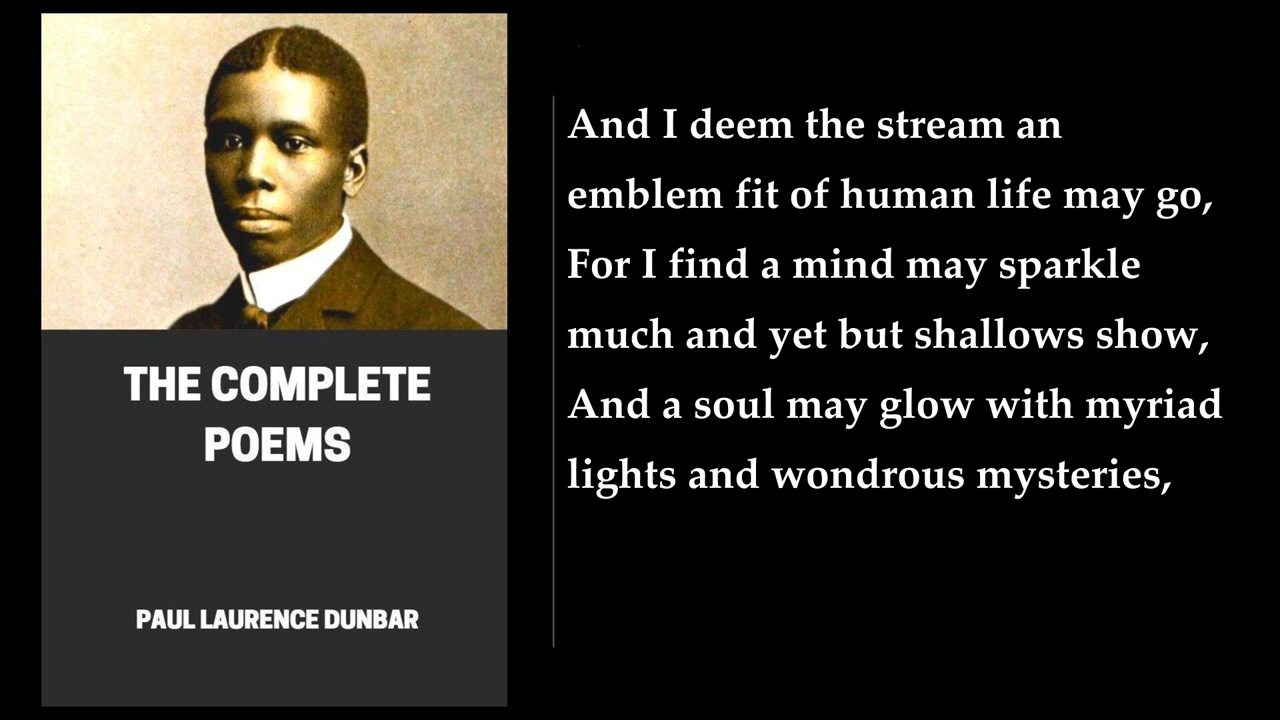 THE COMPLETE
POEMS
PAUL LAURENCE DUNBAR
And I deem the stream an
emblem fit of human life may go,
For I find a mind may sparkle
much and yet but shallows show,
And a soul may glow with myriad
lights and wondrous mysteries,